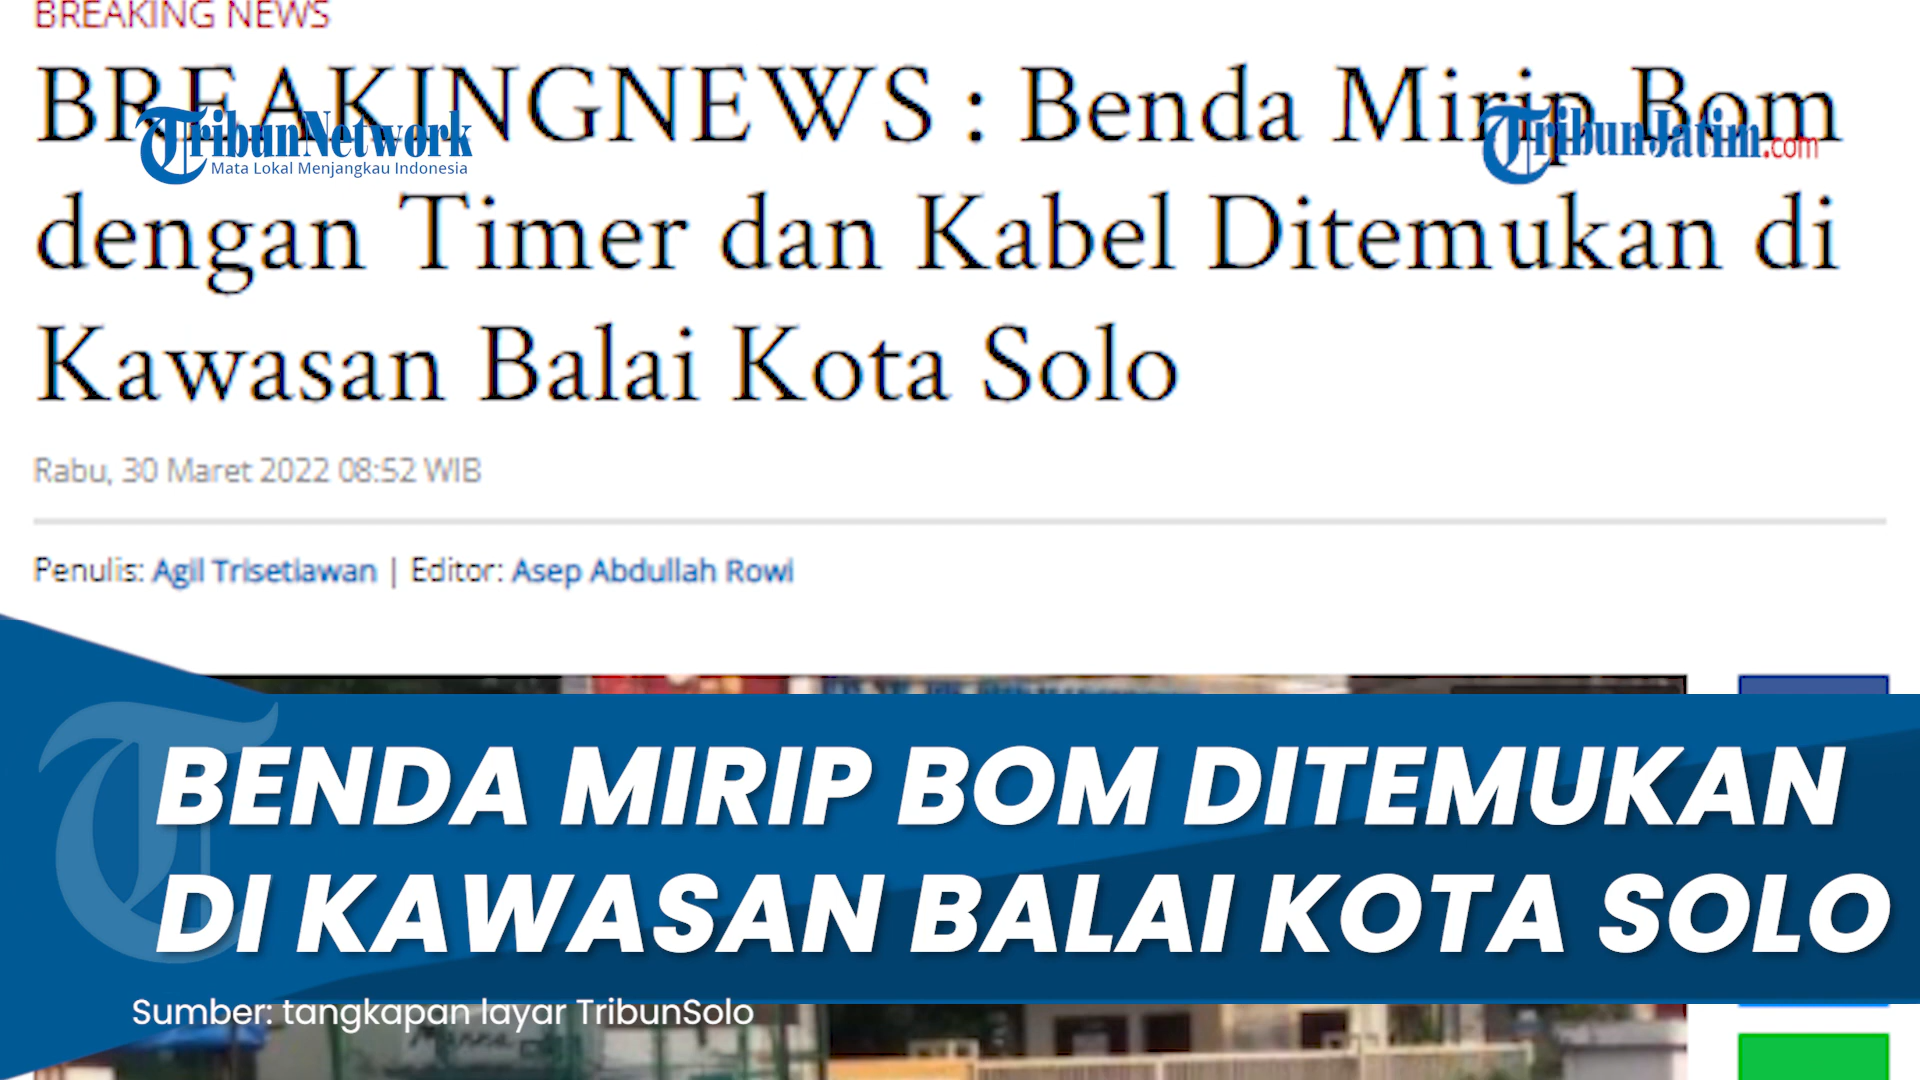 BREAKING NEWS
BREAKINGNEWS : Benda Mirip Bom
TribunNetwork
Mata Lokal Menjangkau Indonesia
TribunJatim.com
dengan Timer dan Kabel Ditemukan di
Kawasan Balai Kota Solo
Rabu, 30 Maret 2022 08:52 WIB
Penulis: Agil Trisetiawan | Editor: Asep Abdullah Rowi
BENDA MIRIP BOM DITEMUKAN
DI KAWASAN BALAI KOTA SOLO
Sumber: tangkapan layar TribunSolo